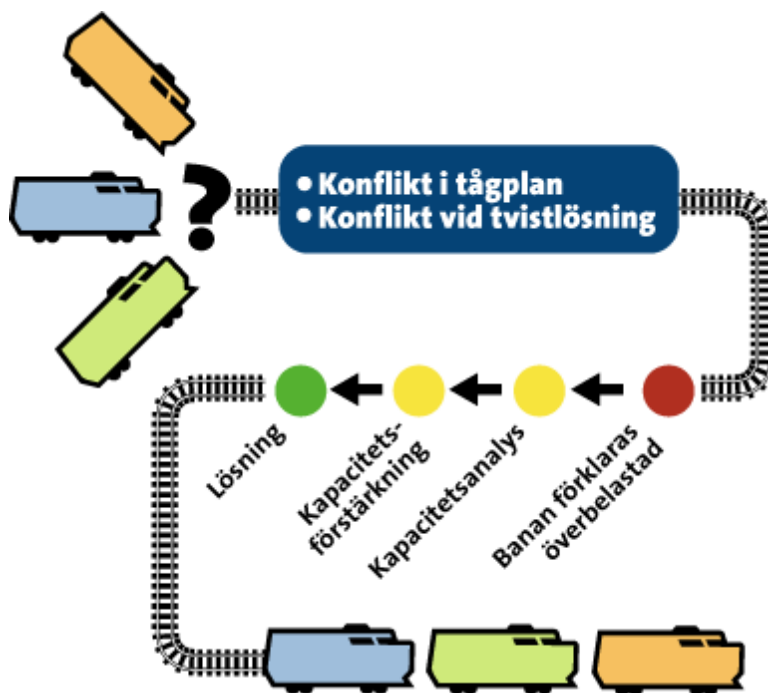 ?
• Konflikt i tågplan
• Konflikt vid tvistlösning
Lösning
Kapacitets-
förstärkning
Kapacitetsanalys
Banan förklaras
överbelastad